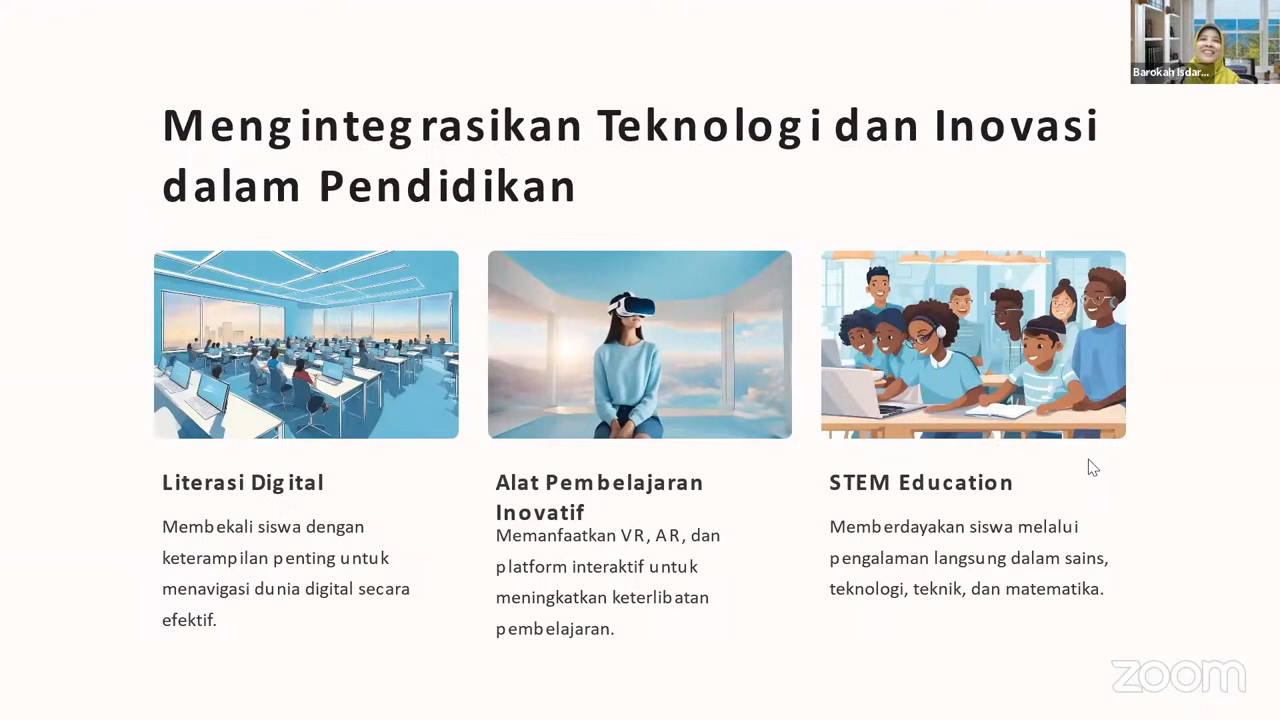 Barokah Isdar...
Mengintegrasikan Teknologi dan Inovasi
dalam Pendidikan
Literasi Digital
Membekali siswa dengan
keterampilan penting untuk
menavigasi dunia digital secara
efektif.
Alat Pembelajaran
Inovatif
Memanfaatkan VR, AR, dan
platform interaktif untuk
meningkatkan keterlibatan
pembelajaran.
STEM Education
Memberdayakan siswa melalui
pengalaman langsung dalam sains,
teknologi, teknik, dan matematika.
zoom